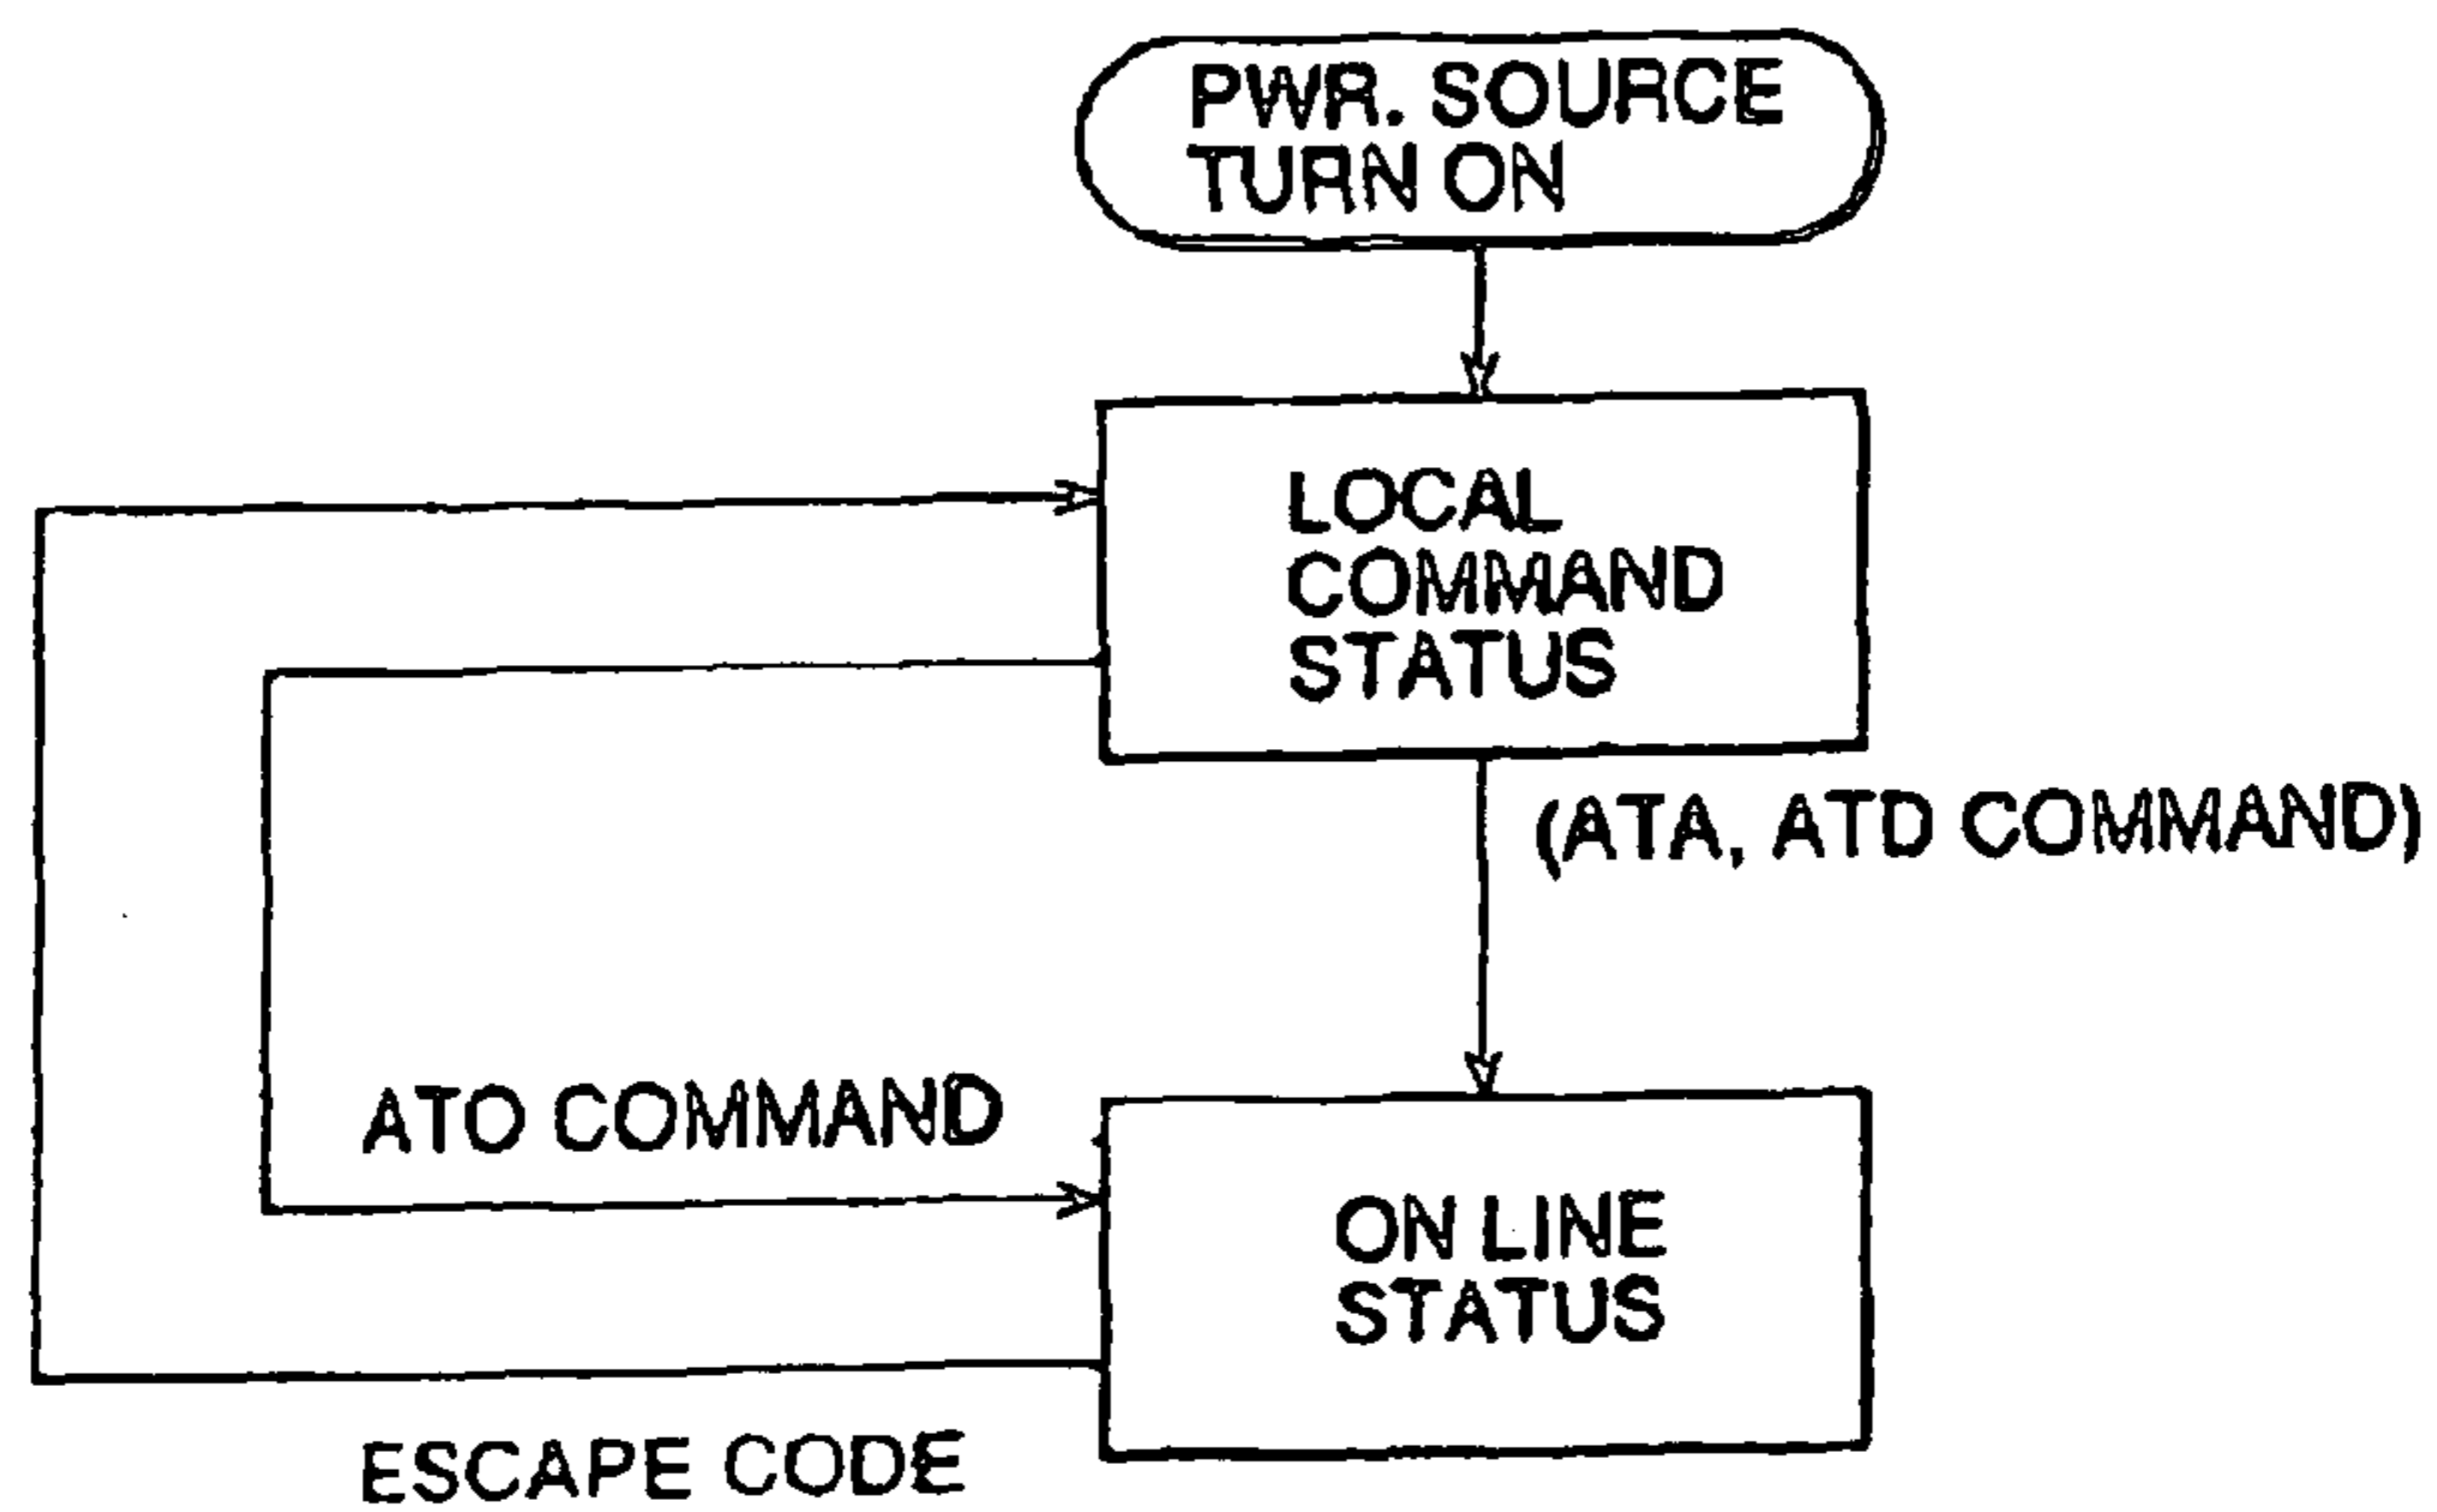 PWR. SOURCE
TURN ON
LOCAL
COMMAND
STATUS
(ATA, ATD COMMAND)
ATO COMMAND
ON LINE
STATUS
ESCAPE CODE